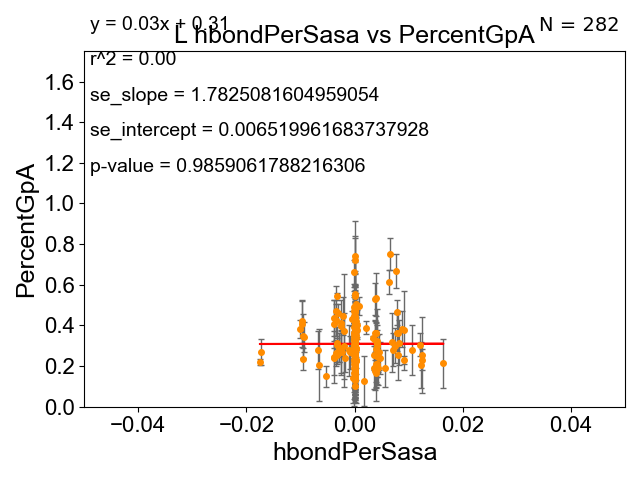 y = 0.03x + 0.31
L hbondPerSasa vs PercentGpA
N = 282
r^2 = 0.00
se_slope = 1.7825081604959054
se_intercept = 0.006519961683737928
p-value = 0.9859061788216306
PercentGpA
1.6
1.4
1.2
1.0
0.8
0.6
0.4
0.2
0.0
−0.04
−0.02
0.00
0.02
0.04
hbondPerSasa